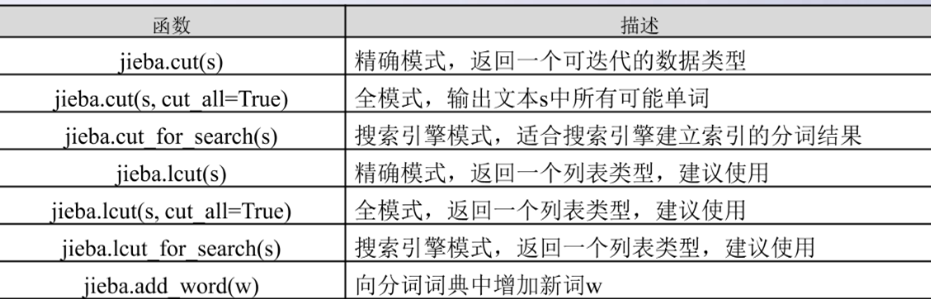 函数 描述
jieba.cut(s) 精确模式，返回一个可迭代的数据类型
jieba.cut(s, cut_all=True) 全模式，输出文本s中所有可能单词
jieba.cut_for_search(s) 搜索引擎模式，适合搜索引擎建立索引的分词结果
jieba.lcut(s) 精确模式，返回一个列表类型，建议使用
jieba.lcut(s, cut_all=True) 全模式，返回一个列表类型，建议使用
jieba.lcut_for_search(s) 搜索引擎模式，返回一个列表类型，建议使用
jieba.add_word(w) 向分词词典中增加新词w